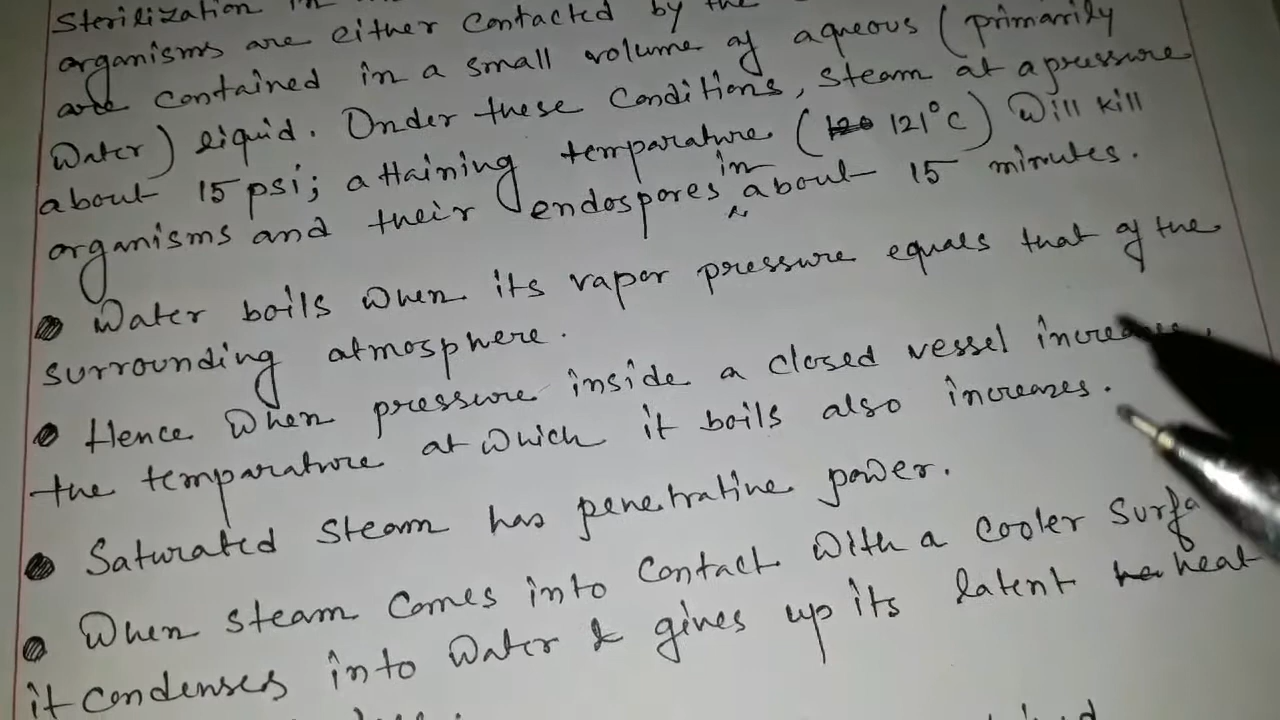 Sterilization in
organisms are either contacted by the
are contained in a small volume of aqueous (primarily
Water) liquid. Under these conditions, steam at a pressure
about 15 psi; attaining temparature (120 121°C) Will kill
organisms and their endospores in about 15 minutes.
Water boils when its vapor pressure equals that of the
surrounding atmosphere.
Hence When pressure inside a closed vessel increases,
the temparature at which it boils also increases.
Saturated Steam has penetrative power.
When steam comes into contact with a cooler surfa
it condenses into water & gives up its latent heat